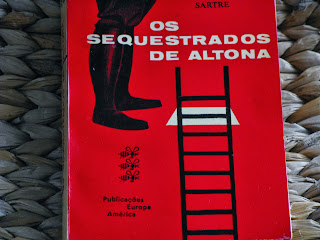 SARTRE
OS
SEQUESTRADOS
DE ALTONA
Publicações
Europa
América